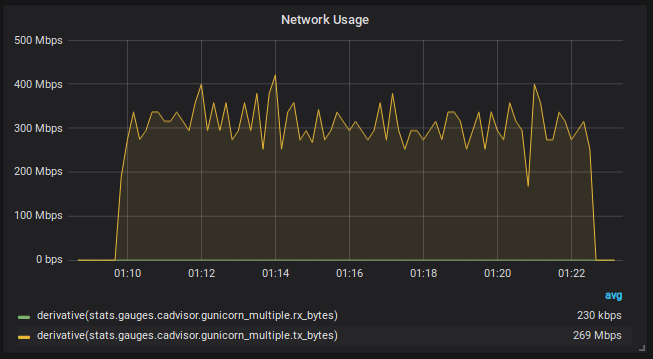 Network Usage
500 Mbps
400 Mbps
300 Mbps
200 Mbps
100 Mbps
0 bps
01:10 01:12 01:14 01:16 01:18 01:20 01:22
avg
derivative(stats.gauges.cadvisor.gunicorn_multiple.rx_bytes) 230 kbps
derivative(stats.gauges.cadvisor.gunicorn_multiple.tx_bytes) 269 Mbps